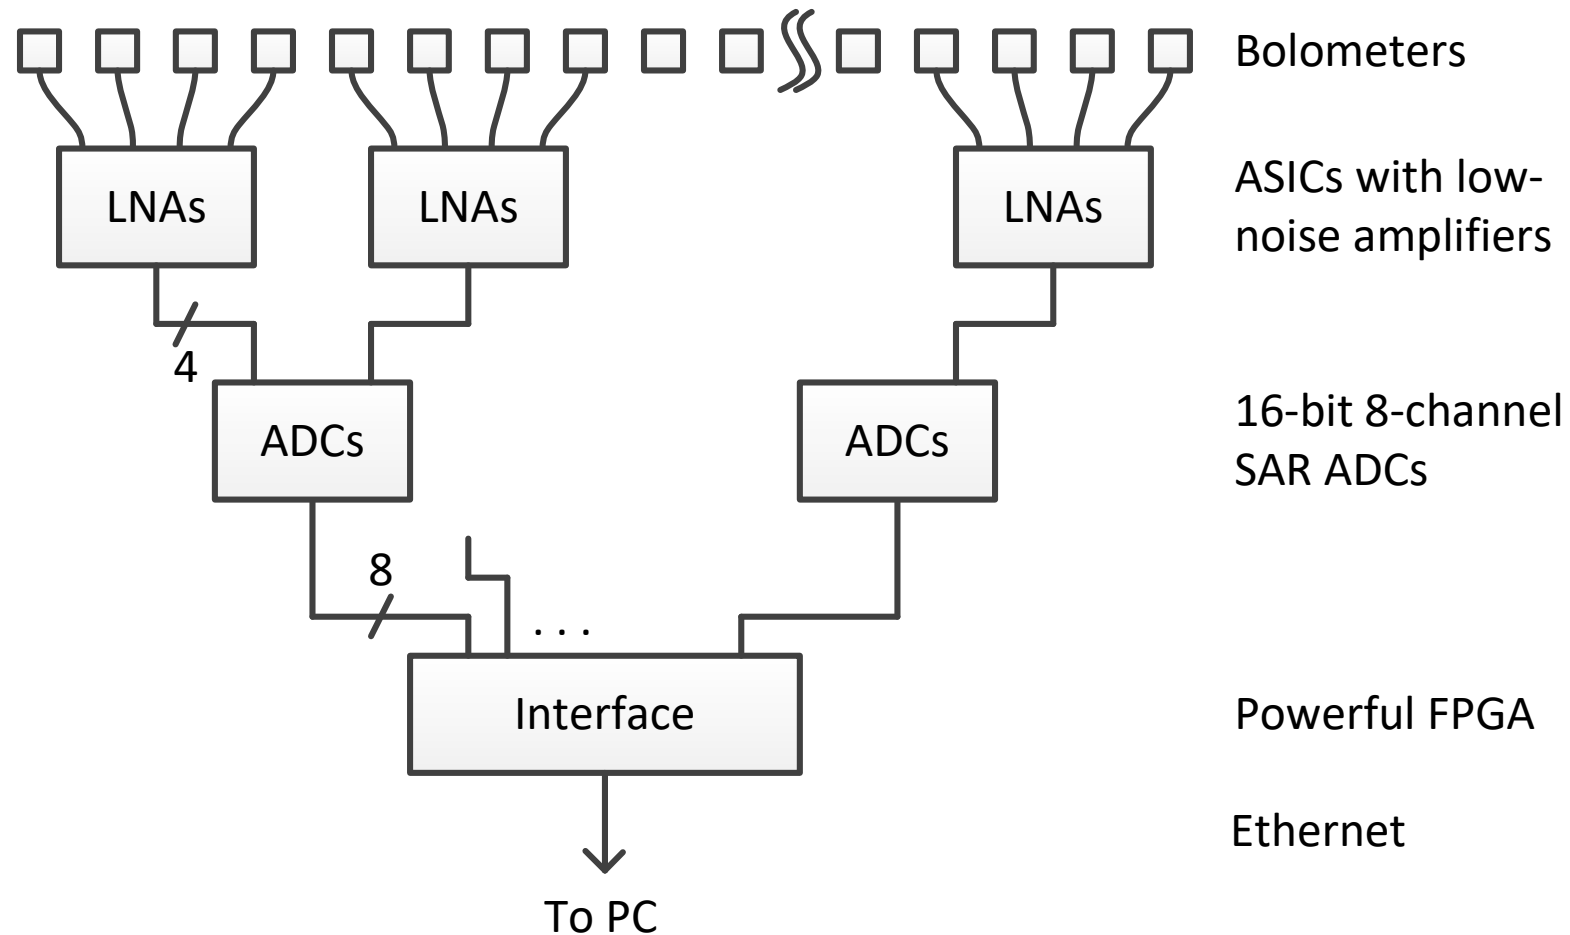 Bolometers
LNAs
LNAs
LNAs
ASICs with low-
noise amplifiers
4
ADCs
ADCs
16-bit 8-channel
SAR ADCs
8
. . .
Interface
Powerful FPGA
Ethernet
To PC